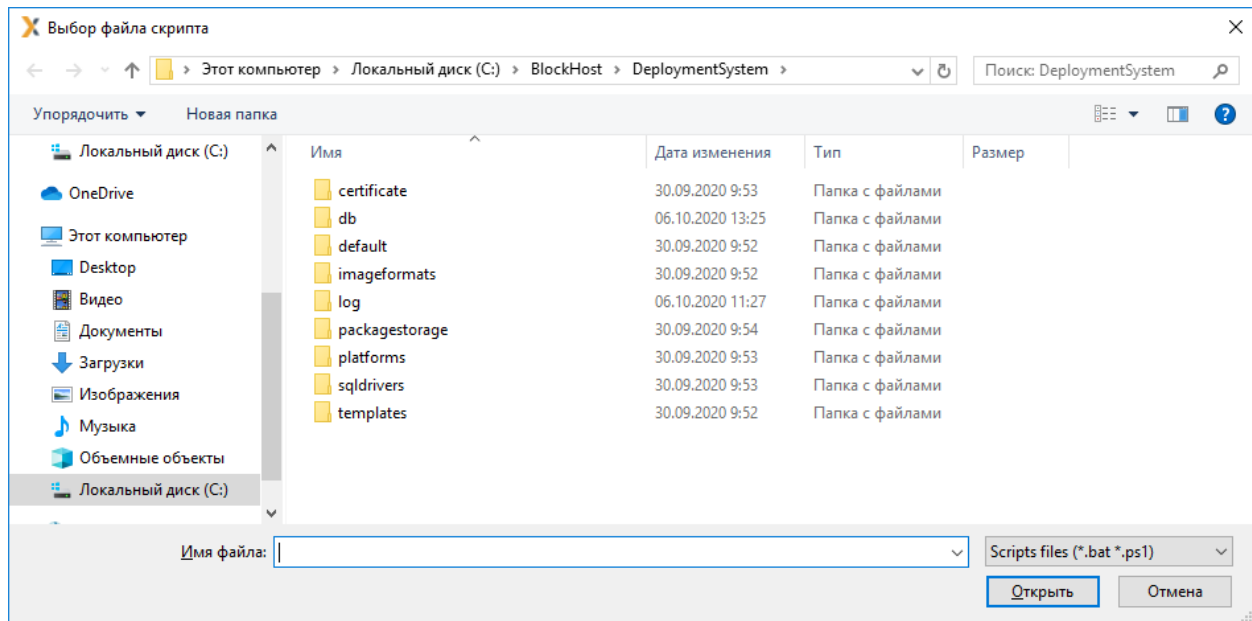 Выбор файла скрипта
Этот компьютер > Локальный диск (C:) > BlockHost > DeploymentSystem >
Поиск: DeploymentSystem
Упорядочить Новая папка
Локальный диск (C:)
OneDrive
Этот компьютер
Desktop
Видео
Документы
Загрузки
Изображения
Музыка
Объемные объекты
Локальный диск (C:)
Имя Дата изменения Тип Размер
certificate 30.09.2020 9:53 Папка с файлами
db 06.10.2020 13:25 Папка с файлами
default 30.09.2020 9:52 Папка с файлами
imageformats 30.09.2020 9:52 Папка с файлами
log 06.10.2020 11:27 Папка с файлами
packagestorage 30.09.2020 9:54 Папка с файлами
platforms 30.09.2020 9:53 Папка с файлами
sqldrivers 30.09.2020 9:53 Папка с файлами
templates 30.09.2020 9:52 Папка с файлами
Имя файла: Scripts files (*.bat *.ps1)
Открыть Отмена